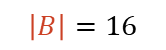 |B| = 16